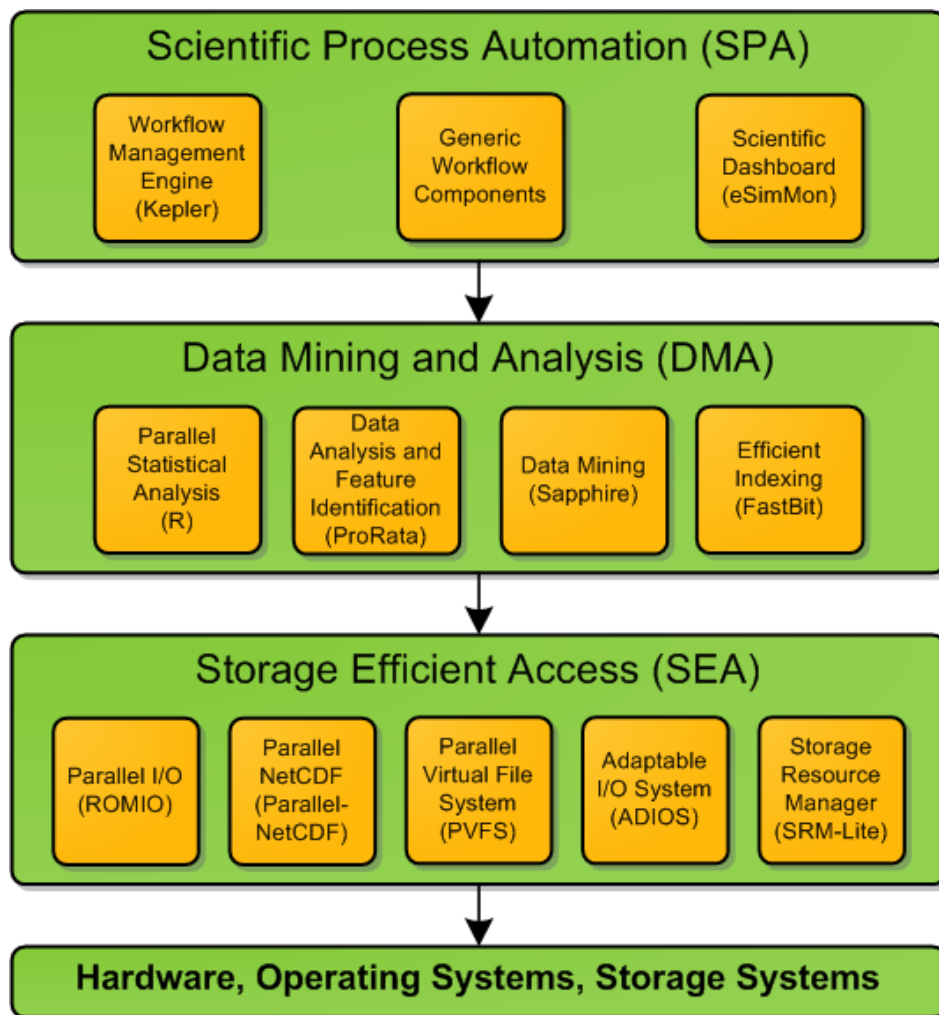 Scientific Process Automation (SPA)
Workflow
Management
Engine
(Kepler)
Generic
Workflow
Components
Scientific
Dashboard
(eSimMon)
Data Mining and Analysis (DMA)
Parallel
Statistical
Analysis
(R)
Data
Analysis and
Feature
Identification
(ProRata)
Data Mining
(Sapphire)
Efficient
Indexing
(FastBit)
Storage Efficient Access (SEA)
Parallel I/O
(ROMIO)
Parallel
NetCDF
(Parallel-
NetCDF)
Parallel
Virtual File
System
(PVFS)
Adaptable
I/O System
(ADIOS)
Storage
Resource
Manager
(SRM-Lite)
Hardware, Operating Systems, Storage Systems